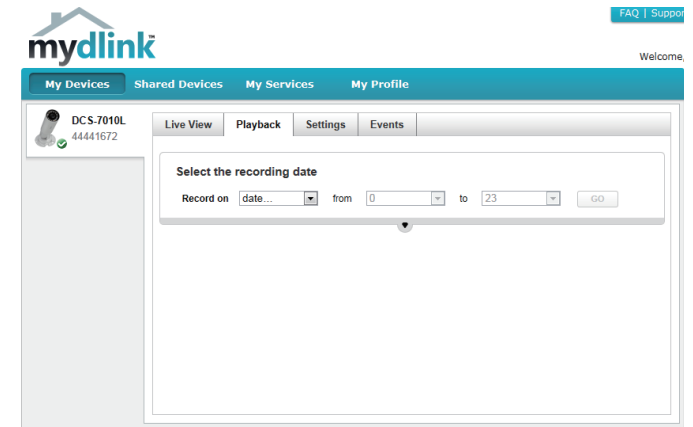 FAQ | Suppor
mydlink™
Welcome,
My Devices Shared Devices My Services My Profile
DCS-7010L
44441672
Live View Playback Settings Events
Select the recording date
Record on date... from 0 to 23 GO